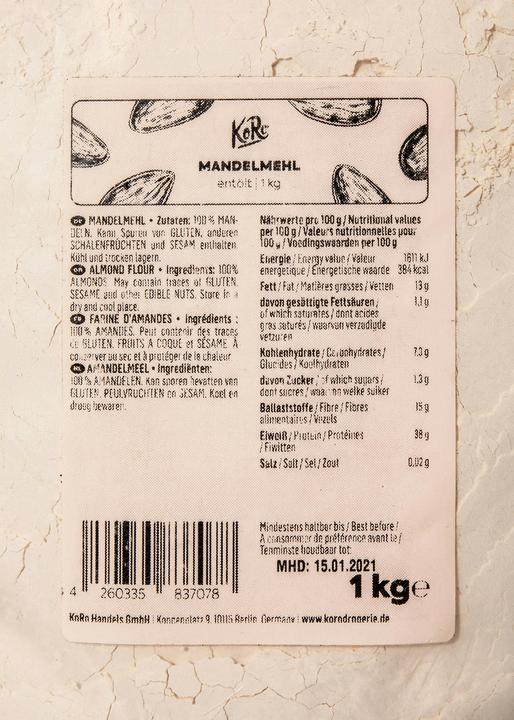 KoRo
MANDELMEHL
entölt | 1 kg
DE MANDELMEHL • Zutaten: 100 % MAN-
DELN. Kann Spuren von GLUTEN, anderen
SCHALENFRÜCHTEN und SESAM enthalten.
Kühl und trocken lagern.
EN ALMOND FLOUR • Ingredients: 100%
ALMONDS. May contain traces of GLUTEN,
SESAME and other EDIBLE NUTS. Store in a
dry and cool place.
FR FARINE D'AMANDES • ingrédients :
100 % AMANDES. Peut contenir des traces
de GLUTEN, FRUITS À COQUE et SÉSAME. À
conserver au sec et à protéger de la chaleur
NL AMANDELMEEL • Ingrediënten:
100 % AMANDELEN. Kan sporen bevatten van
GLUTEN, PEULVRUCHTEN en SESAM. Koel en
droog bewaren.
Nährwerte pro 100 g / Nutritional values
per 100 g / Valeurs nutritionnelles pour
100 g / Voedingswaarden per 100 g
Energie / Energy value / Valeur 1611 kJ
energétique / Energetische waarde 384 kcal
Fett / Fat / Matières grasses / Vetten 13 g
davon gesättigte Fettsäuren / 1,1 g
of which saturates / dont acides
gras saturés / waarvan verzadigde
vetzuren
Kohlenhydrate / Carbohydrates / 7,3 g
Glucides / Koolhydraten
davon Zucker / of which sugars / 1,3 g
dont sucres / waarvan welke suiker
Ballaststoffe / Fibre / Fibres 15 g
alimentaires / Vezels
Eiweiß / Protein / Protéines 38 g
/ Eiwitten
Salz / Salt / Sel / Zout 0,02 g
Mindestens haltbar bis / Best before /
A consommer de préférence avant le /
Tenminste houdbaar tot:
MHD: 15.01.2021
1 kg e
4 260335 837078
KoRo Handels GmbH | Koppenplatz 9, 10115 Berlin, Germany | www.korodrogerie.de